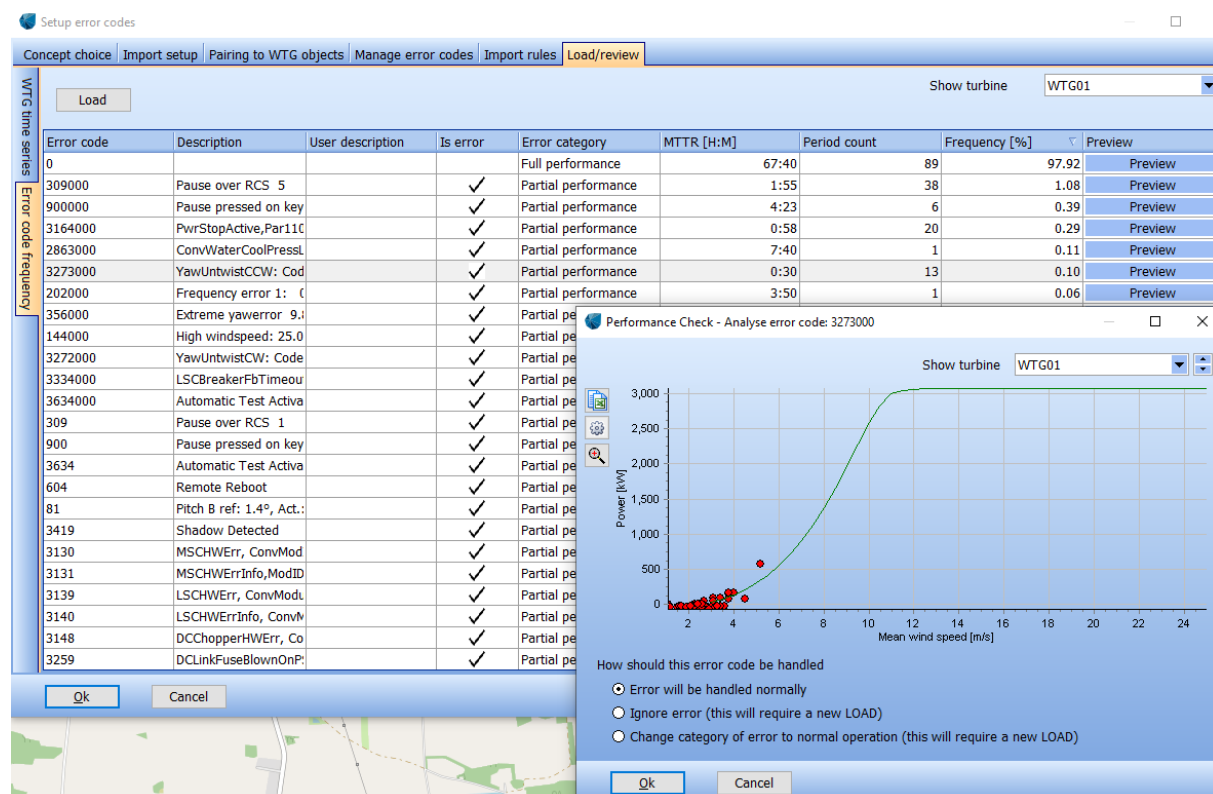 Setup error codes
Concept choice Import setup Pairing to WTG objects Manage error codes Import rules Load/review
WTG time series
Error code frequency
Load
Show turbine WTG01
Error code Description User description Is error Error category MTTR [H:M] Period count Frequency [%] Preview
0 Full performance 67:40 89 97.92 Preview
309000 Pause over RCS 5 Partial performance 1:55 38 1.08 Preview
900000 Pause pressed on key Partial performance 4:23 6 0.39 Preview
3164000 PwrStopActive,Par110 Partial performance 0:58 20 0.29 Preview
2863000 ConvWaterCoolPressL Partial performance 7:40 1 0.11 Preview
3273000 YawUntwistCCW: Cod Partial performance 0:30 13 0.10 Preview
202000 Frequency error 1: Partial performance 3:50 1 0.06 Preview
356000 Extreme yawerror 9. Partial pe
144000 High windspeed: 25.0 Partial pe
3272000 YawUntwistCW: Code Partial pe
3334000 LSCBreakerFbTimeou Partial pe
3634000 Automatic Test Activa Partial pe
309 Pause over RCS 1 Partial pe
900 Pause pressed on key Partial pe
3634 Automatic Test Activa Partial pe
604 Remote Reboot Partial pe
81 Pitch B ref: 1.4°, Act.: Partial pe
3419 Shadow Detected Partial pe
3130 MSCHWErr, ConvMod Partial pe
3131 MSCHWErrInfo,ModID Partial pe
3139 LSCHWErr, ConvModu Partial pe
3140 LSCHWErrInfo, ConvM Partial pe
3148 DCChopperHWErr, Co Partial pe
3259 DCLinkFuseBlownOnP Partial pe
Ok Cancel
Performance Check - Analyse error code: 3273000
Show turbine WTG01
Power [kW]
3,000
2,500
2,000
1,500
1,000
500
0
2 4 6 8 10 12 14 16 18 20 22 24
Mean wind speed [m/s]
How should this error code be handled
Error will be handled normally
Ignore error (this will require a new LOAD)
Change category of error to normal operation (this will require a new LOAD)
Ok Cancel